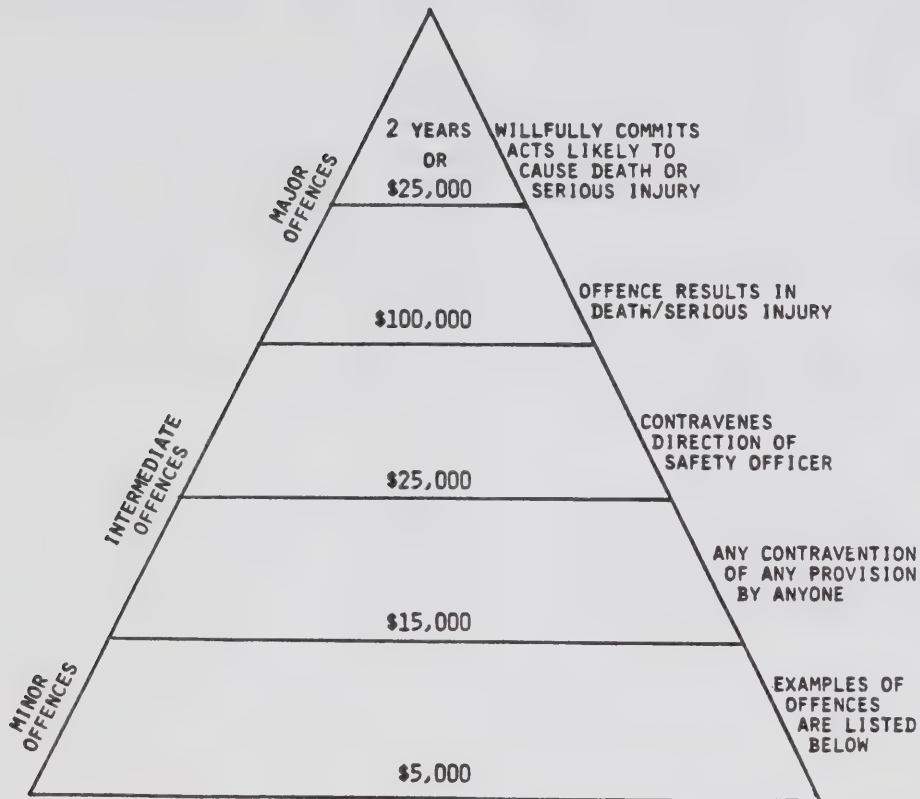 2 YEARS
OR
$25,000
WILLFULLY COMMITS
ACTS LIKELY TO
CAUSE DEATH OR
SERIOUS INJURY
MAJOR
OFFENCES
$100,000
OFFENCE RESULTS IN
DEATH/SERIOUS INJURY
INTERMEDIATE
OFFENCES
$25,000
CONTRAVENES
DIRECTION OF
SAFETY OFFICER
$15,000
ANY CONTRAVENTION
OF ANY PROVISION
BY ANYONE
MINOR
OFFENCES
$5,000
EXAMPLES OF
OFFENCES
ARE LISTED
BELOW